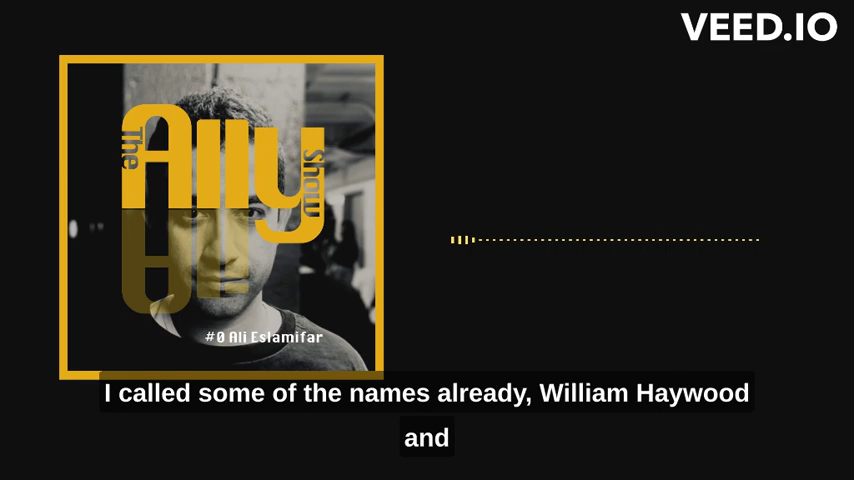 VEED.IO
The Ally Show
#0 Ali Eslamifar
I called some of the names already, William Haywood
and